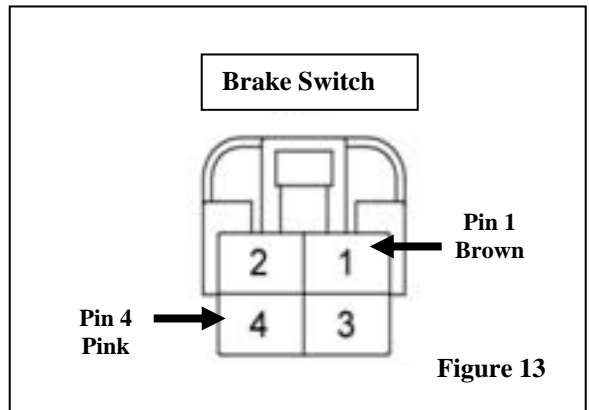 Brake Switch
Pin 1
Brown
2 1
Pin 4
Pink
4 3
Figure 13